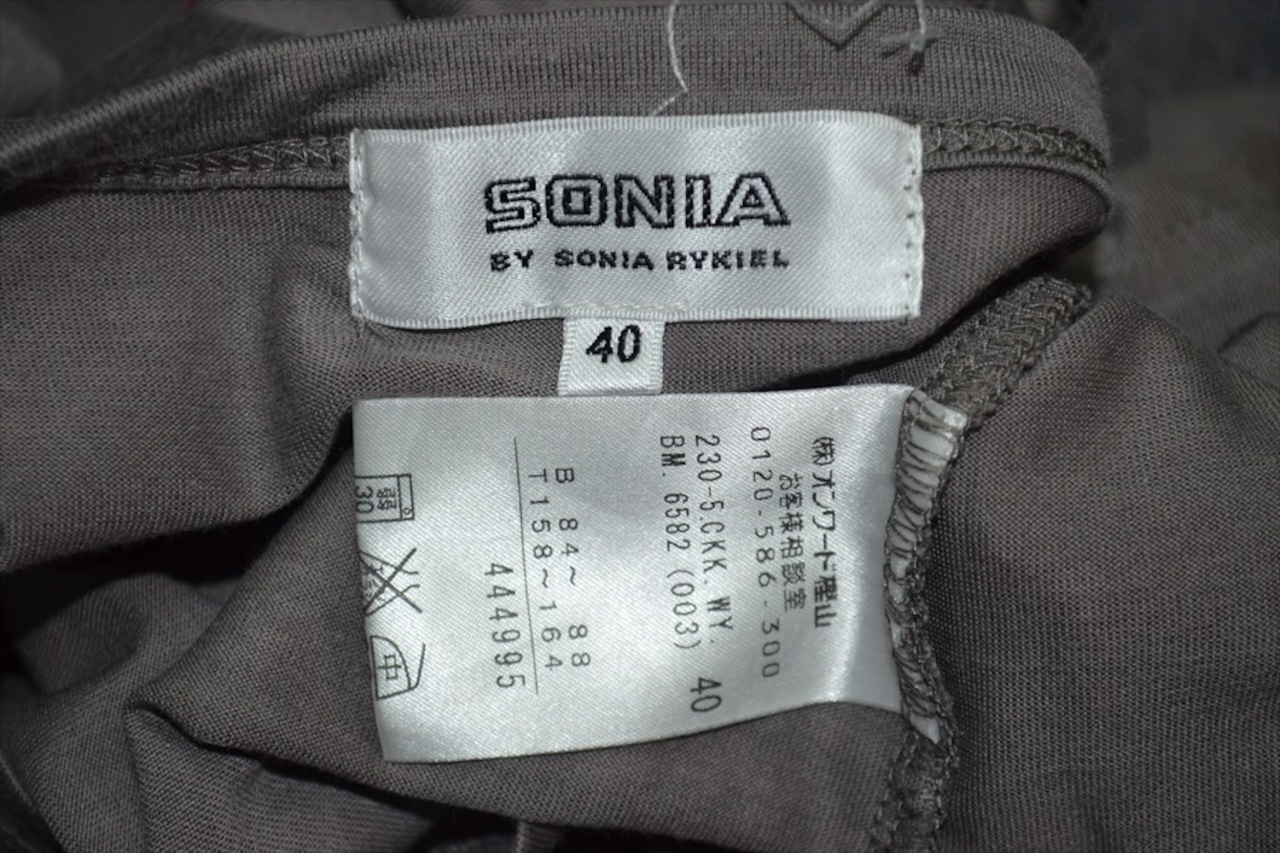 SONIA
BY SONIA RYKIEL
40
(株)オンワード樫山
お客様相談室
0120-586-300
230-5.CKK.WY. 40
BM.6582(003)
B 84~ 88
T158~164
444995
弱
30
中